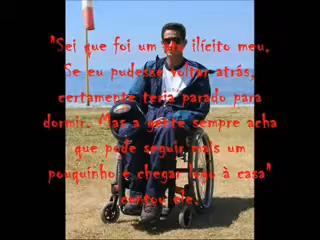 "Sei que foi um ato ilícito meu.
Se eu pudesse voltar atrás,
certamente teria parado para
dormir. Mas a gente sempre acha
que pode seguir mais um
pouquinho e chegar logo à casa"
contou ele.